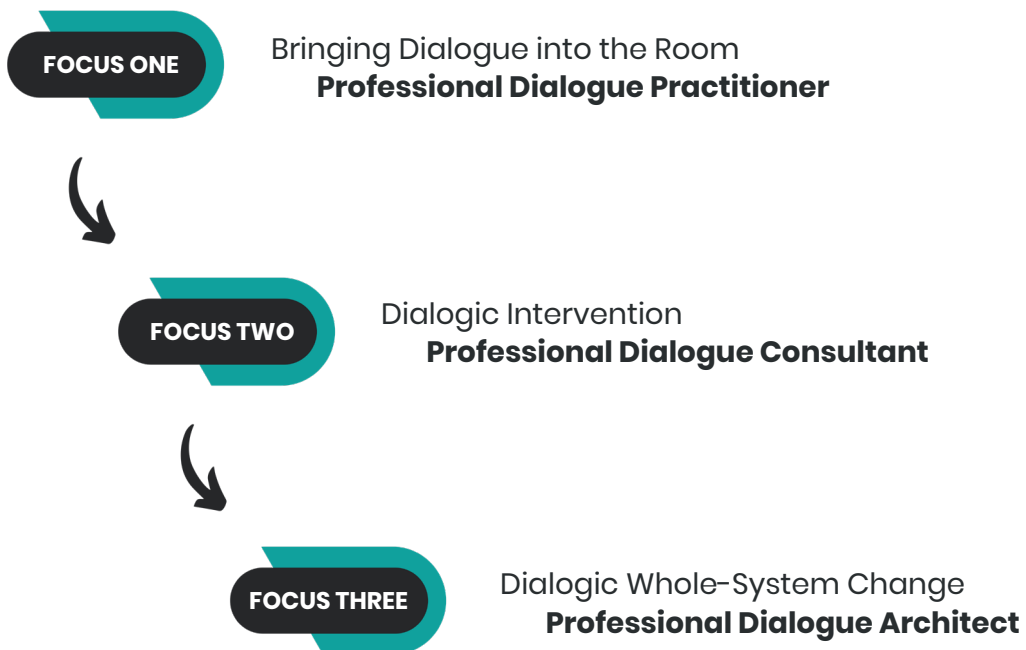 FOCUS ONE
Bringing Dialogue into the Room
Professional Dialogue Practitioner
FOCUS TWO
Dialogic Intervention
Professional Dialogue Consultant
FOCUS THREE
Dialogic Whole-System Change
Professional Dialogue Architect